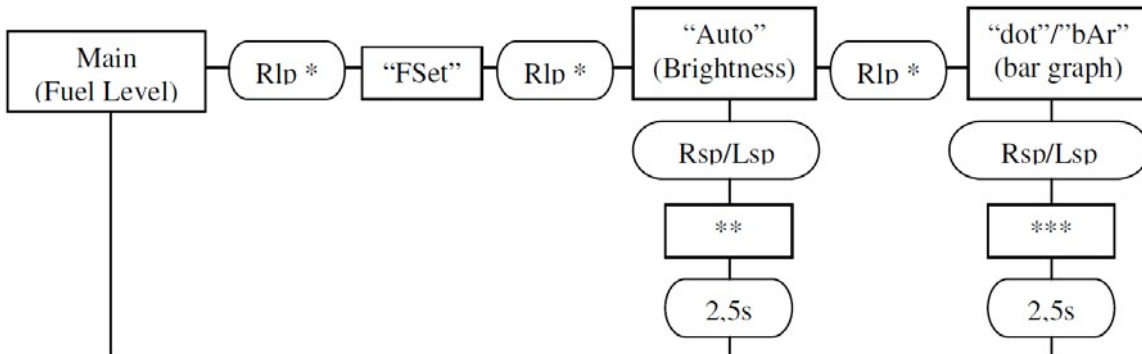 Main
(Fuel Level)
Rlp *
“FSet”
Rlp *
“Auto”
(Brightness)
Rlp *
“dot”/”bAr”
(bar graph)
Rsp/Lsp
Rsp/Lsp
**
***
2,5s
2,5s